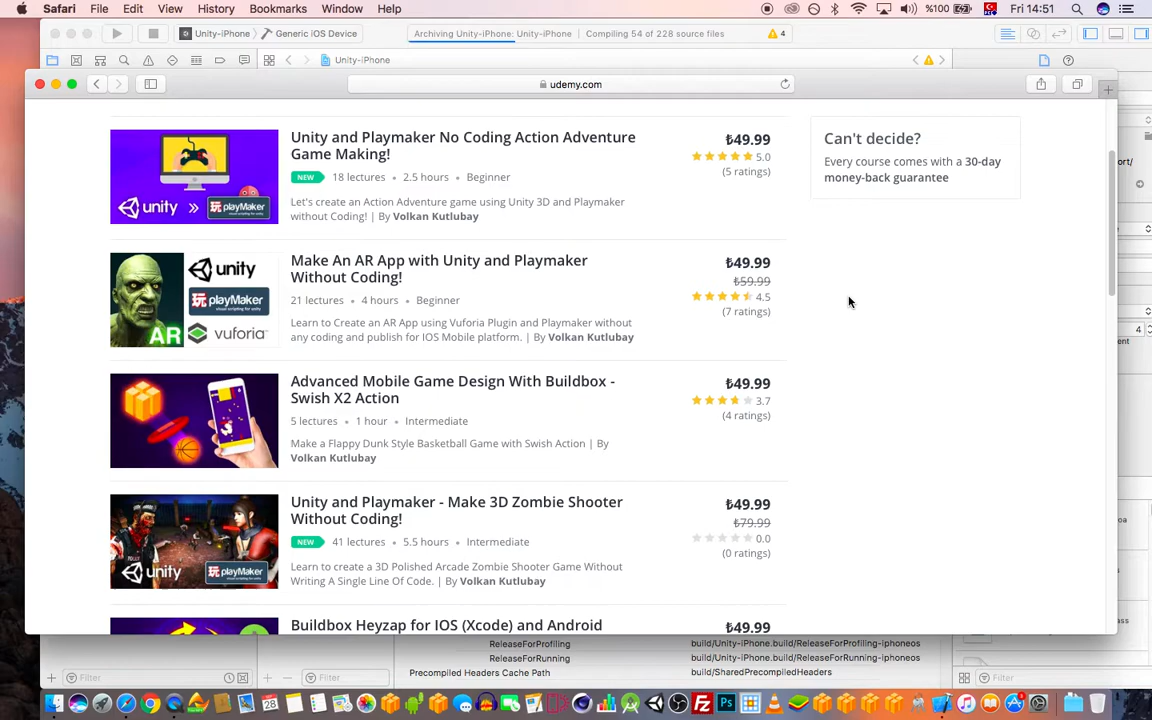 Safari File Edit View History Bookmarks Window Help %100 Fri 14:51
Unity-iPhone Generic iOS Device Archiving Unity-iPhone: Unity-iPhone Compiling 54 of 228 source files 4
Unity-iPhone
udemy.com
Unity and Playmaker No Coding Action Adventure
Game Making!
NEW 18 lectures • 2.5 hours • Beginner
Let's create an Action Adventure game using Unity 3D and Playmaker
without Coding! | By Volkan Kutlubay
₺49.99
5.0
(5 ratings)
unity » playMaker
Can't decide?
Every course comes with a 30-day
money-back guarantee
Make An AR App with Unity and Playmaker
Without Coding!
21 lectures • 4 hours • Beginner
Learn to Create an AR App using Vuforia Plugin and Playmaker without
any coding and publish for IOS Mobile platform. | By Volkan Kutlubay
₺49.99
₺59.99
4.5
(7 ratings)
unity
玩 playMaker
AR vuforia
Advanced Mobile Game Design With Buildbox -
Swish X2 Action
5 lectures • 1 hour • Intermediate
Make a Flappy Dunk Style Basketball Game with Swish Action | By
Volkan Kutlubay
₺49.99
3.7
(4 ratings)
Unity and Playmaker - Make 3D Zombie Shooter
Without Coding!
NEW 41 lectures • 5.5 hours • Intermediate
Learn to create a 3D Polished Arcade Zombie Shooter Game Without
Writing A Single Line Of Code. | By Volkan Kutlubay
₺49.99
₺79.99
0.0
(0 ratings)
unity 玩 playMaker
Buildbox Heyzap for IOS (Xcode) and Android
₺49.99
ReleaseForProfiling build/Unity-iPhone.build/ReleaseForProfiling-iphoneos
ReleaseForRunning build/Unity-iPhone.build/ReleaseForRunning-iphoneos
Precompiled Headers Cache Path build/SharedPrecompiledHeaders
Filter Filter Filter